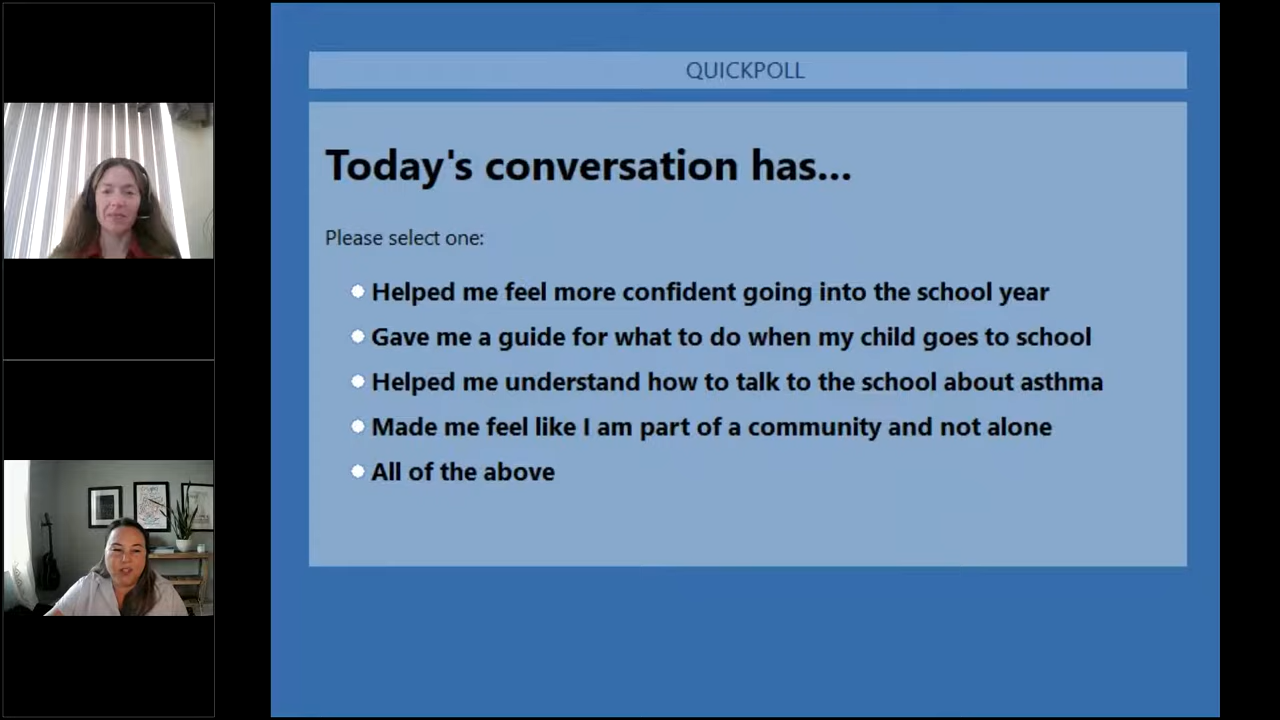 QUICKPOLL
Today's conversation has...
Please select one:
Helped me feel more confident going into the school year
Gave me a guide for what to do when my child goes to school
Helped me understand how to talk to the school about asthma
Made me feel like I am part of a community and not alone
All of the above